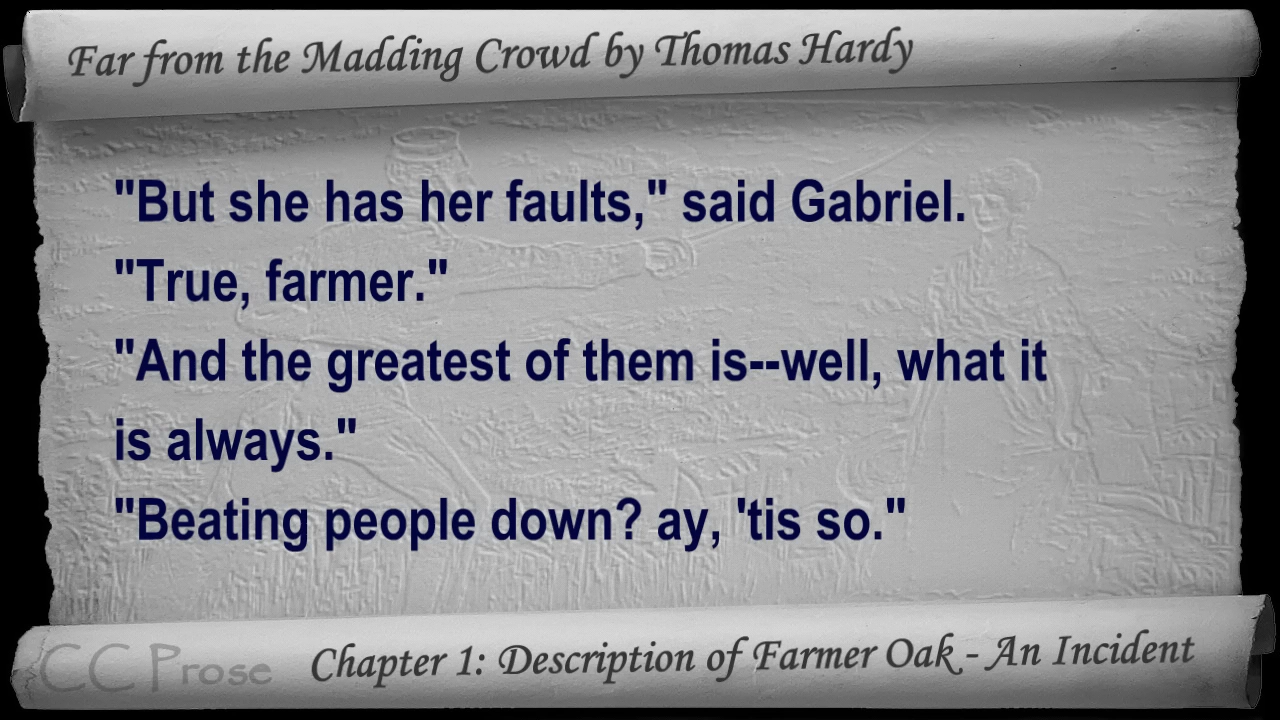 Far from the Madding Crowd by Thomas Hardy
"But she has her faults," said Gabriel.
"True, farmer."
"And the greatest of them is--well, what it
is always."
"Beating people down? ay, 'tis so."
CC Prose
Chapter 1: Description of Farmer Oak - An Incident